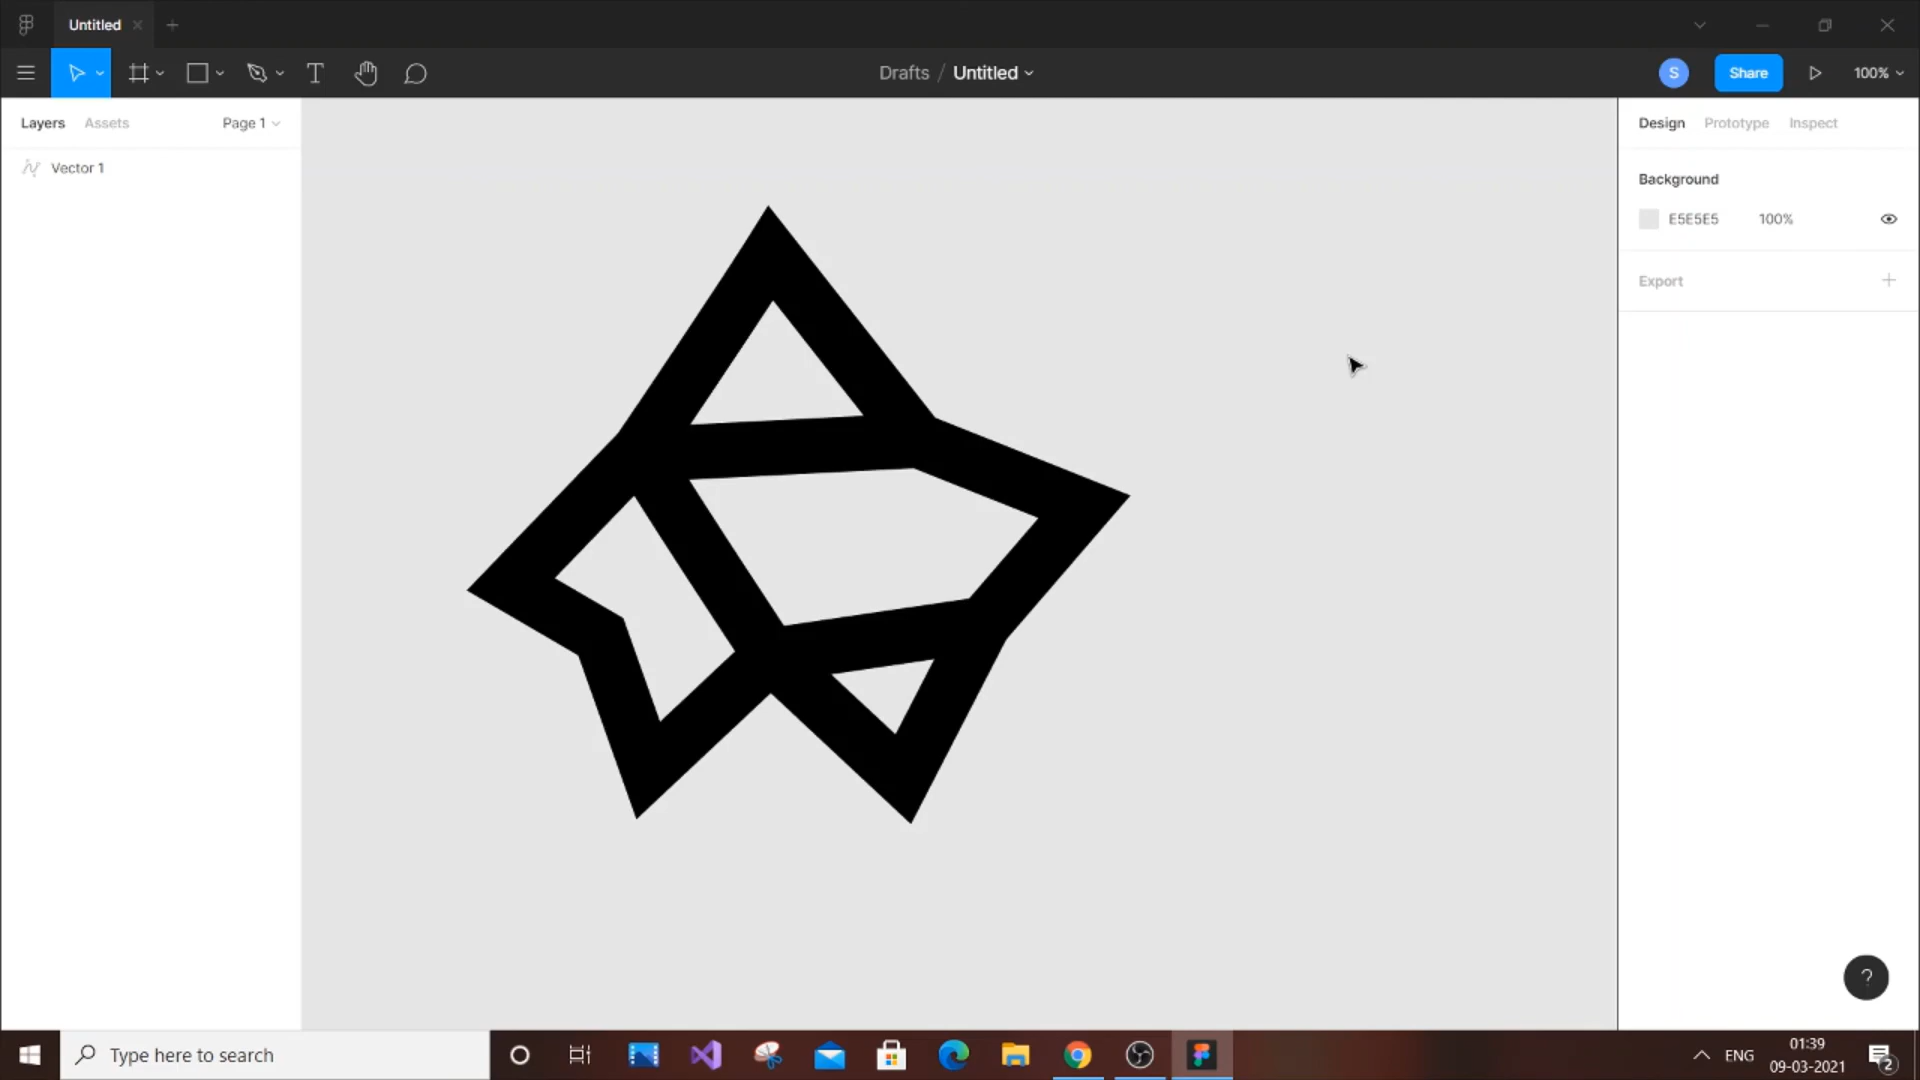 Untitled
Drafts / Untitled
S
Share
100%
Layers Assets Page 1
Design Prototype Inspect
Vector 1
Background
E5E5E5 100%
Export
?
Type here to search
ENG
01:39
09-03-2021
2